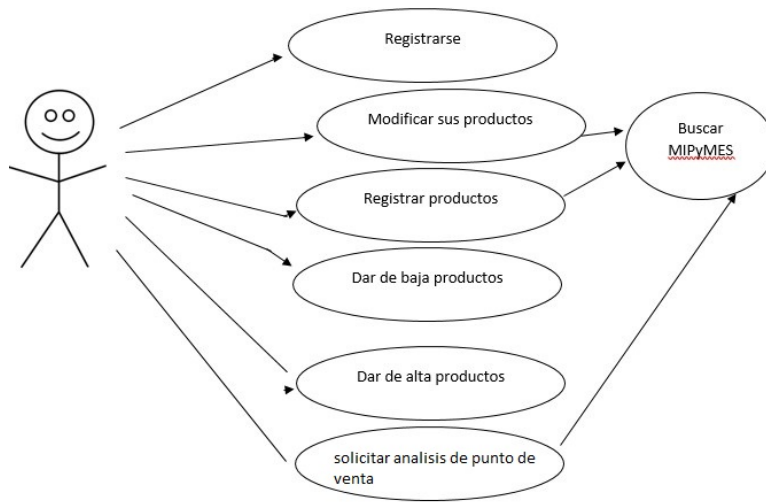 Registrarse
Modificar sus productos
Buscar
MIPyMES
Registrar productos
Dar de baja productos
Dar de alta productos
solicitar analisis de punto de
venta